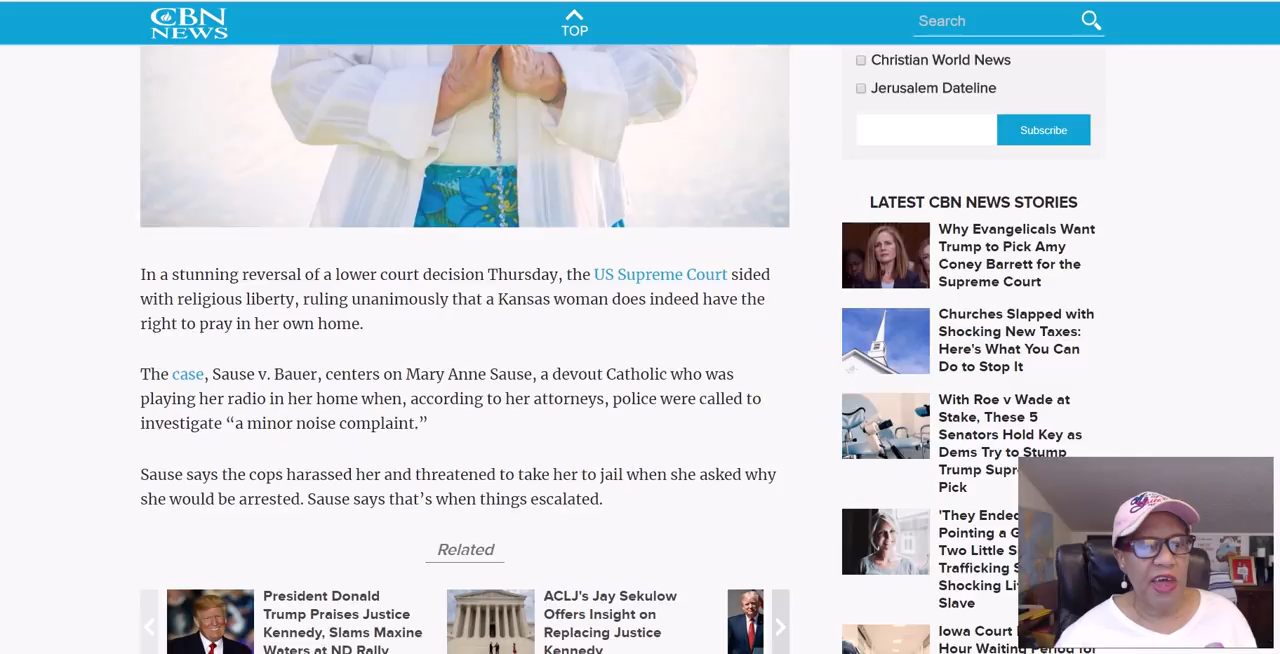 CBN
NEWS
TOP
Search
Christian World News
Jerusalem Dateline
Subscribe
In a stunning reversal of a lower court decision Thursday, the US Supreme Court sided
with religious liberty, ruling unanimously that a Kansas woman does indeed have the
right to pray in her own home.
The case, Sause v. Bauer, centers on Mary Anne Sause, a devout Catholic who was
playing her radio in her home when, according to her attorneys, police were called to
investigate “a minor noise complaint.”
Sause says the cops harassed her and threatened to take her to jail when she asked why
she would be arrested. Sause says that’s when things escalated.
Related
President Donald
Trump Praises Justice
Kennedy, Slams Maxine
Waters at ND Rally
ACLJ's Jay Sekulow
Offers Insight on
Replacing Justice
Kennedy
LATEST CBN NEWS STORIES
Why Evangelicals Want
Trump to Pick Amy
Coney Barrett for the
Supreme Court
Churches Slapped with
Shocking New Taxes:
Here's What You Can
Do to Stop It
With Roe v Wade at
Stake, These 5
Senators Hold Key as
Dems Try to Stump
Trump
Pick
'They Ended
Pointing a
Two Little
Trafficking
Shocking
Slave
Iowa Court
Hour Waiting Period for